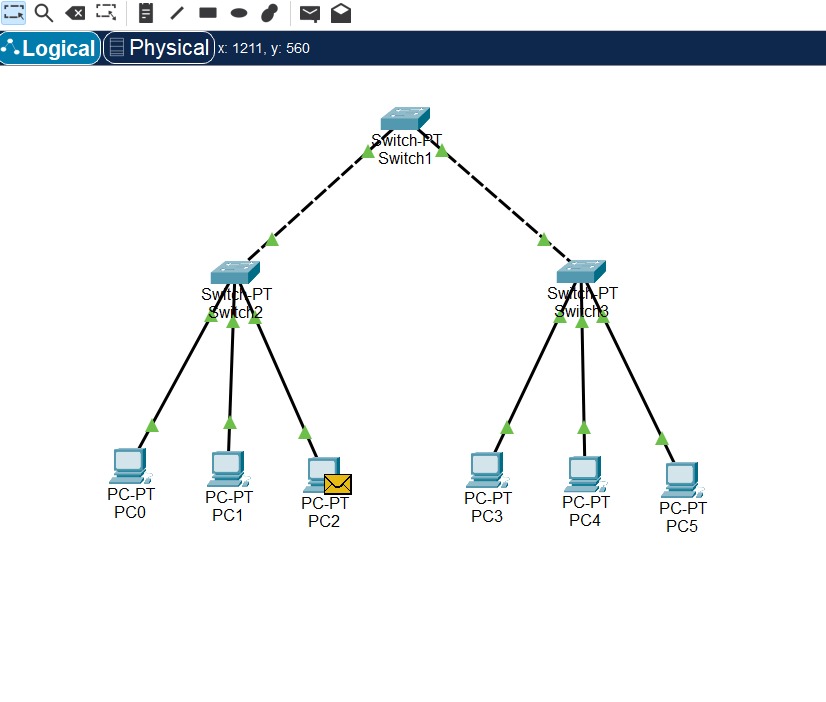 Logical Physical x: 1211, y: 560
Switch-PT
Switch1
Switch-PT
Switch2
Switch-PT
Switch3
PC-PT
PC0
PC-PT
PC1
PC-PT
PC2
PC-PT
PC3
PC-PT
PC4
PC-PT
PC5